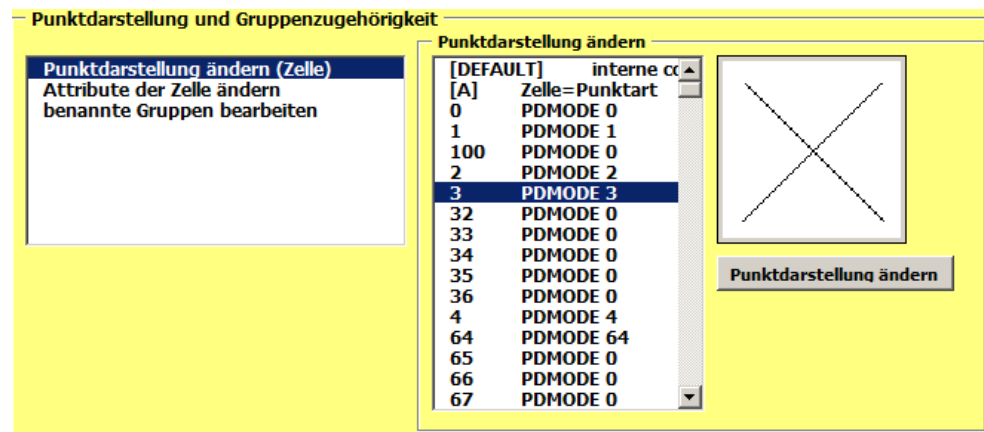 Punktdarstellung und Gruppenzugehörigkeit
Punktdarstellung ändern (Zelle)
Attribute der Zelle ändern
benannte Gruppen bearbeiten
Punktdarstellung ändern
[DEFAULT] interne
[A] Zelle=Punktart
0 PDMODE 0
1 PDMODE 1
100 PDMODE 0
2 PDMODE 2
3 PDMODE 3
32 PDMODE 0
33 PDMODE 0
34 PDMODE 0
35 PDMODE 0
36 PDMODE 0
4 PDMODE 4
64 PDMODE 64
65 PDMODE 0
66 PDMODE 0
67 PDMODE 0
Punktdarstellung ändern